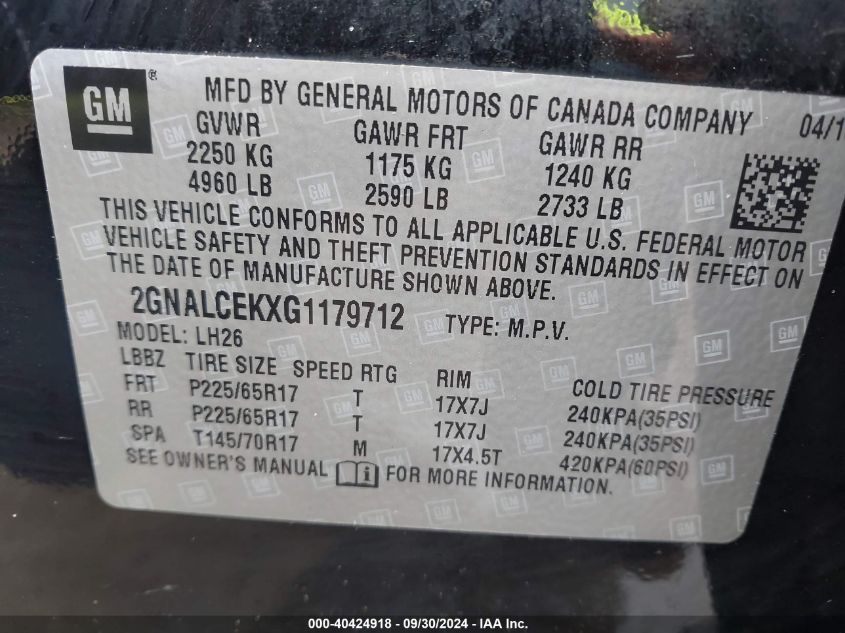 GM ®
MFD BY GENERAL MOTORS OF CANADA COMPANY 04/1
GVWR GAWR FRT GAWR RR
2250 KG 1175 KG 1240 KG
4960 LB 2590 LB 2733 LB
THIS VEHICLE CONFORMS TO ALL APPLICABLE U.S. FEDERAL MOTOR
VEHICLE SAFETY AND THEFT PREVENTION STANDARDS IN EFFECT ON
THE DATE OF MANUFACTURE SHOWN ABOVE.
2GNALCEKXG1179712 TYPE: M.P.V.
MODEL: LH26
LBBZ TIRE SIZE SPEED RTG RIM COLD TIRE PRESSURE
FRT P225/65R17 T 17X7J 240KPA(35PSI)
RR P225/65R17 T 17X7J 240KPA(35PSI)
SPA T145/70R17 M 17X4.5T 420KPA(60PSI)
SEE OWNER'S MANUAL FOR MORE INFORMATION.
000-40424918 - 09/30/2024 - IAA Inc.